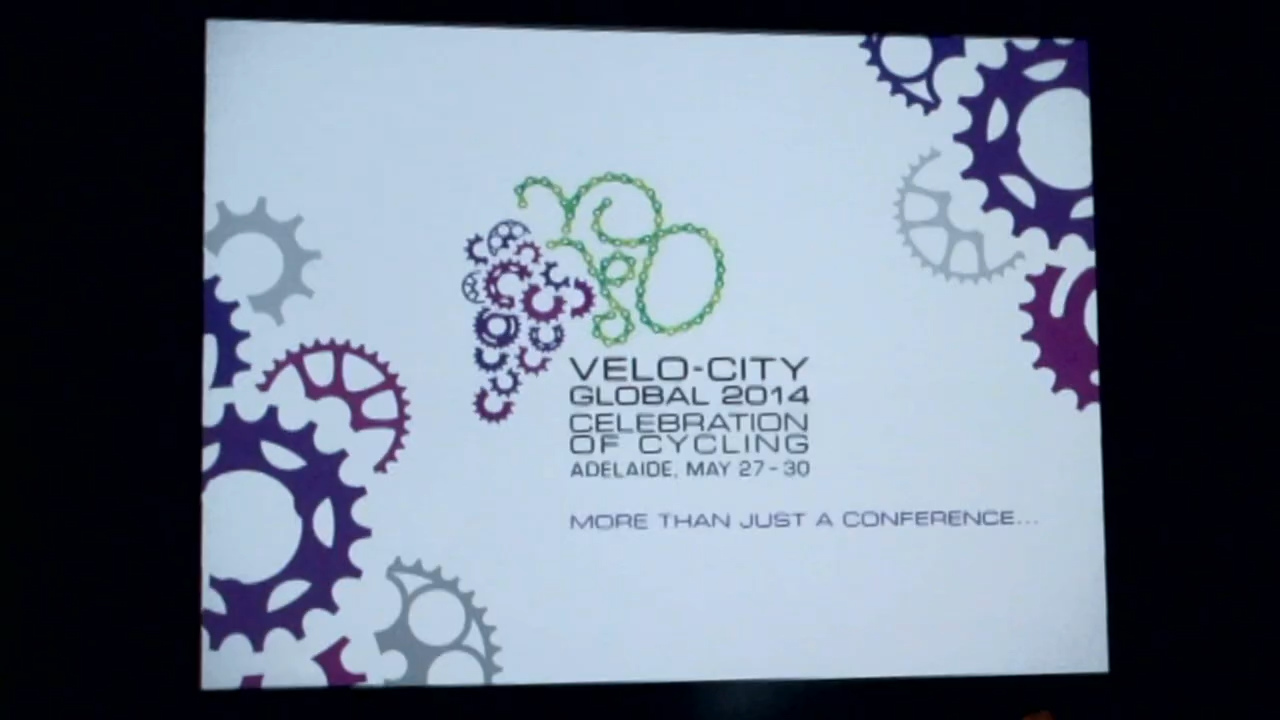 VELO-CITY
GLOBAL 2014
CELEBRATION
OF CYCLING
ADELAIDE, MAY 27-30
MORE THAN JUST A CONFERENCE...